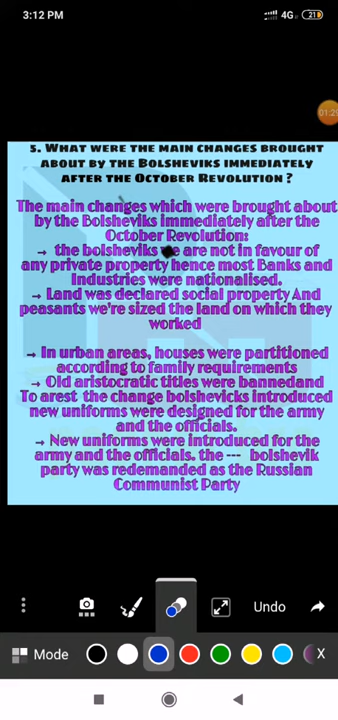 3:12 PM
4G
21
01:29
5. WHAT WERE THE MAIN CHANGES BROUGHT
ABOUT BY THE BOLSHEVIKS IMMEDIATELY
AFTER THE OCTOBER REVOLUTION ?
The main changes which were brought about
by the Bolsheviks immediately after the
October Revolution:
→ the bolsheviks are not in favour of
any private property hence most Banks and
Industries were nationalised.
→ Land was declared social property And
peasants we're sized the land on which they
worked
→ In urban areas, houses were partitioned
according to family requirements
→ Old aristocratic titles were bannedand
To arest the change bolshevicks introduced
new uniforms were designed for the army
and the officials.
→ New uniforms were introduced for the
army and the officials. the --- bolshevik
party was redemanded as the Russian
Communist Party
Undo
Mode
X